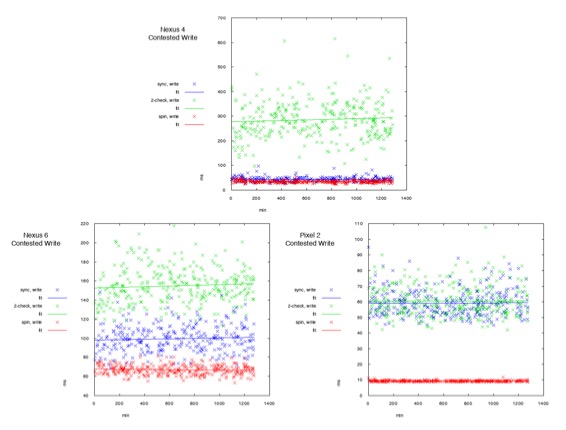 Nexus 4
Contested Write
sync, write
fit
2-check, write
fit
spin, write
fit
ms
700
600
500
400
300
200
100
0
0 200 400 600 800 1000 1200 1400
min
Nexus 6
Contested Write
sync, write
fit
2-check, write
fit
spin, write
fit
ms
220
200
180
160
140
120
100
80
60
40
0 200 400 600 800 1000 1200 1400
min
Pixel 2
Contested Write
sync, write
fit
2-check, write
fit
spin, write
fit
ms
110
100
90
80
70
60
50
40
30
20
10
0
0 200 400 600 800 1000 1200 1400
min